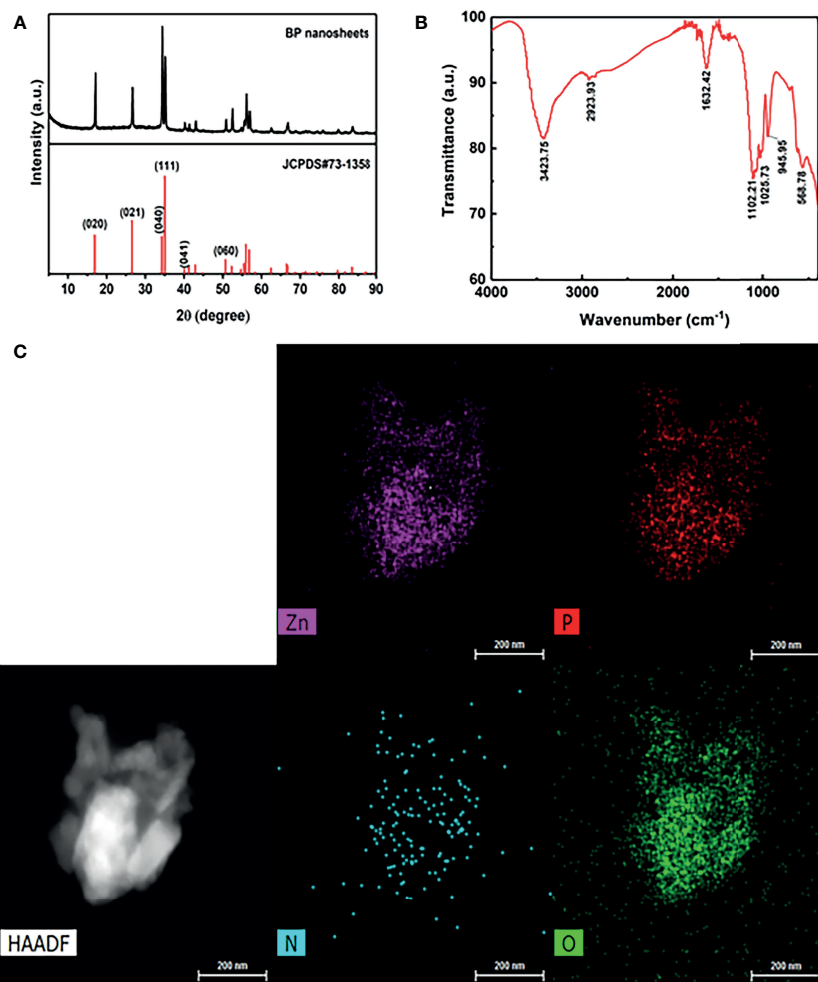 A
BP nanosheets
JCPDS#73-1358
(111)
(020)
(021)
(040)
(041)
(060)
Intensity (a.u.)
10 20 30 40 50 60 70 80 90
2θ (degree)
B
100
90
80
70
60
Transmittance (a.u.)
3423.75
2923.93
1632.42
1102.21
1025.73
945.95
568.78
4000 3000 2000 1000
Wavenumber (cm-1)
C
Zn
200 nm
P
200 nm
HAADF
200 nm
N
200 nm
O
200 nm